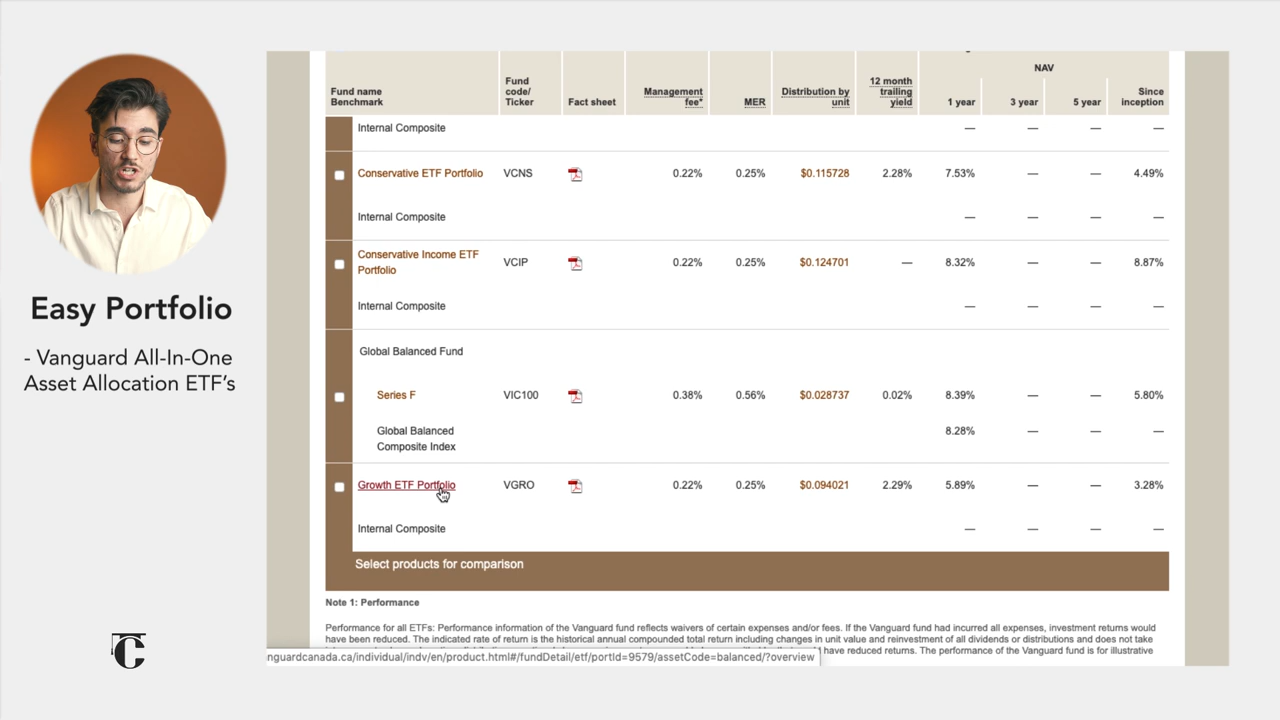 Easy Portfolio
- Vanguard All-In-One
Asset Allocation ETF’s
NAV
Fund name
Benchmark
Fund
code/
Ticker
Fact sheet
Management
fee*
MER
Distribution by
unit
12 month
trailing
yield
1 year
3 year
5 year
Since
inception
Internal Composite — — — —
Conservative ETF Portfolio VCNS 0.22% 0.25% $0.115728 2.28% 7.53% — — 4.49%
Internal Composite — — — —
Conservative Income ETF
Portfolio
VCIP 0.22% 0.25% $0.124701 — 8.32% — — 8.87%
Internal Composite — — — —
Global Balanced Fund
Series F VIC100 0.38% 0.56% $0.028737 0.02% 8.39% — — 5.80%
Global Balanced
Composite Index
8.28% — — —
Growth ETF Portfolio VGRO 0.22% 0.25% $0.094021 2.29% 5.89% — — 3.28%
Internal Composite — — — —
Select products for comparison
Note 1: Performance
Performance for all ETFs: Performance information of the Vanguard fund reflects waivers of certain expenses and/or fees. If the Vanguard fund had incurred all expenses, investment returns would
have been reduced. The indicated rate of return is the historical annual compounded total return including changes in unit value and reinvestment of all dividends or distributions and does not take
have reduced returns. The performance of the Vanguard fund is for illustrative
nguardcanada.ca/individual/indv/en/product.html#/fundDetail/etf/portId=9579/assetCode=balanced/?overview